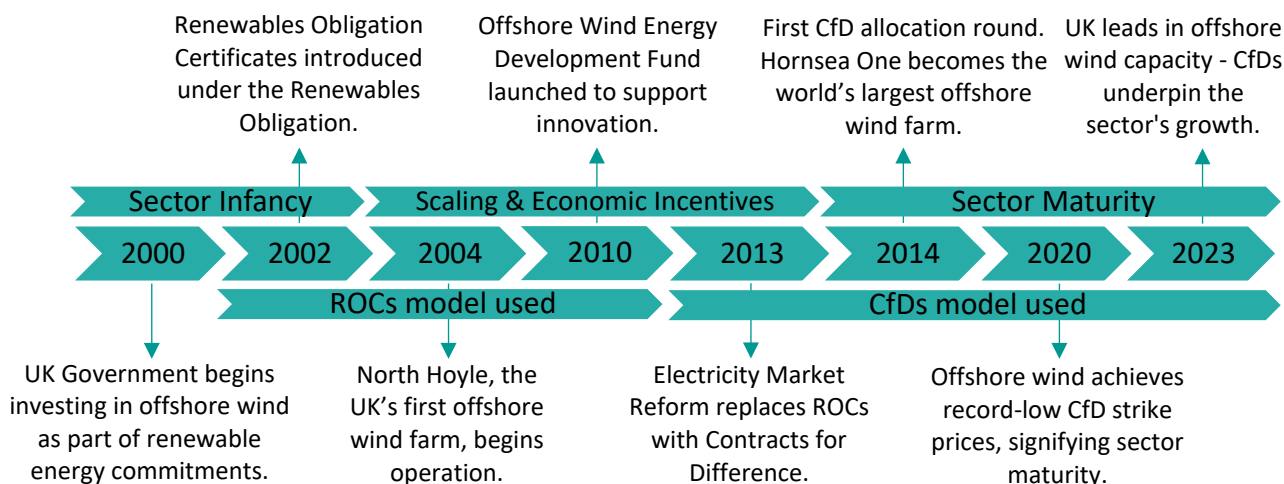 Renewables Obligation
Certificates introduced
under the Renewables
Obligation.
Offshore Wind Energy
Development Fund
launched to support
innovation.
First CfD allocation round.
Hornsea One becomes the
world's largest offshore
wind farm.
UK leads in offshore
wind capacity - CfDs
underpin the
sector's growth.
Sector Infancy
Scaling & Economic Incentives
Sector Maturity
2000
2002
2004
2010
2013
2014
2020
2023
ROCs model used
CfDs model used
UK Government begins
investing in offshore wind
as part of renewable
energy commitments.
North Hoyle, the
UK's first offshore
wind farm, begins
operation.
Electricity Market
Reform replaces ROCs
with Contracts for
Difference.
Offshore wind achieves
record-low CfD strike
prices, signifying sector
maturity.